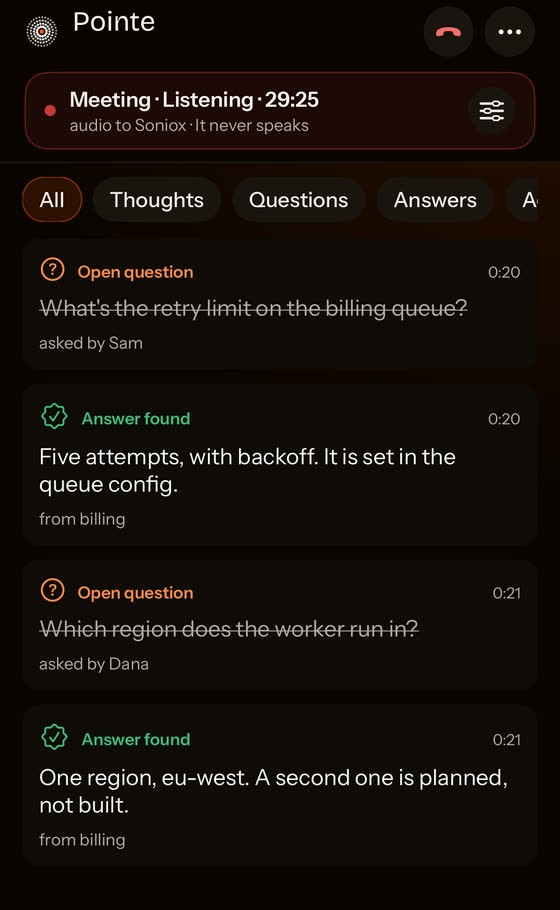 Pointe
Meeting · Listening · 29:25
audio to Soniox · It never speaks
All Thoughts Questions Answers
Open question 0:20
What's the retry limit on the billing queue?
asked by Sam
Answer found 0:20
Five attempts, with backoff. It is set in the
queue config.
from billing
Open question 0:21
Which region does the worker run in?
asked by Dana
Answer found 0:21
One region, eu-west. A second one is planned,
not built.
from billing